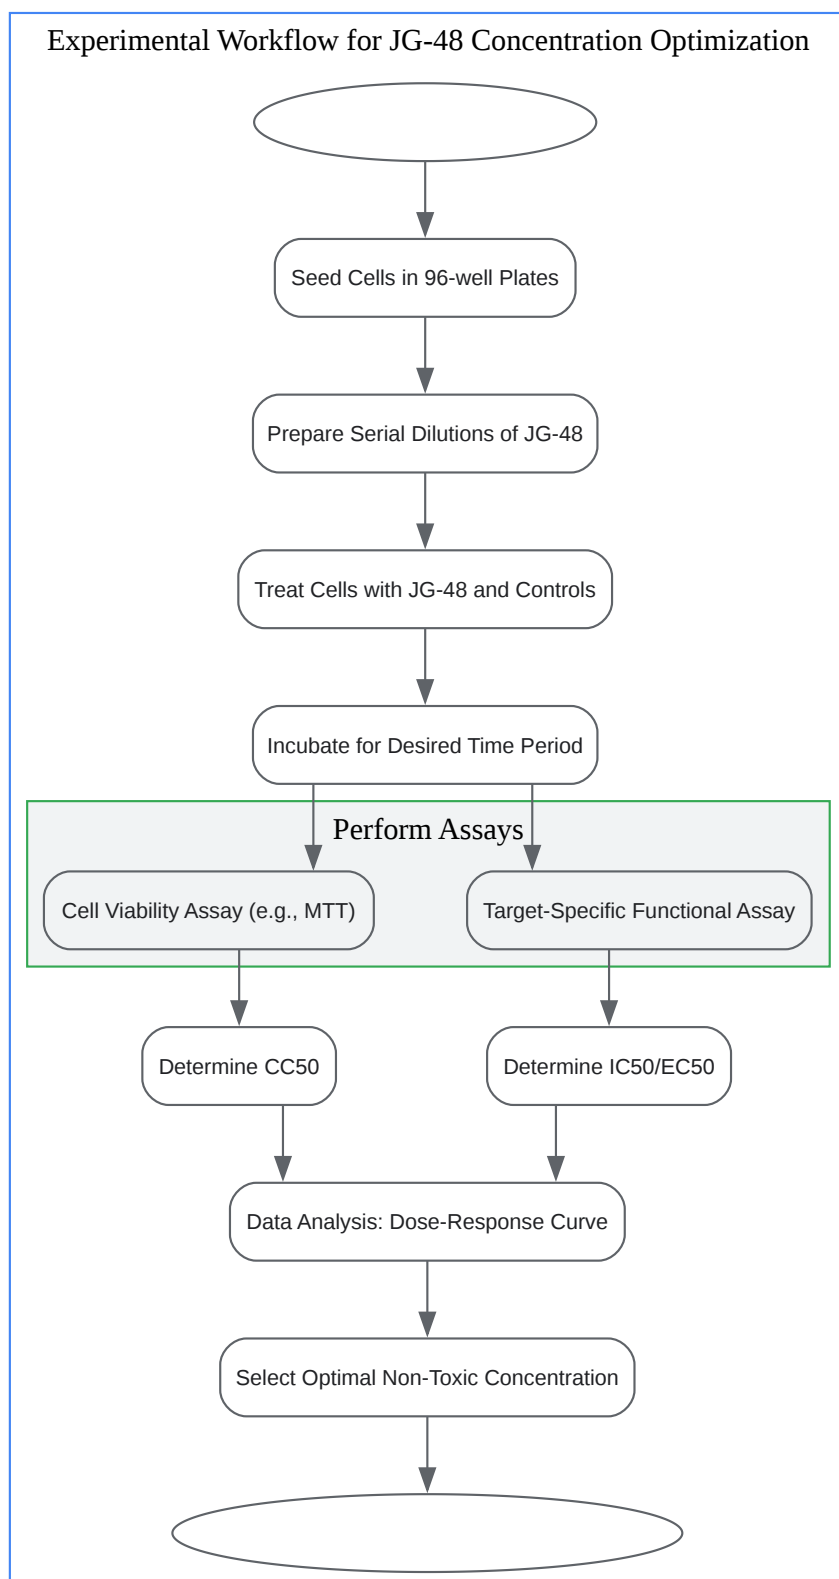 Experimental Workflow for JG-48 Concentration Optimization
Seed Cells in 96-well Plates
Prepare Serial Dilutions of JG-48
Treat Cells with JG-48 and Controls
Incubate for Desired Time Period
Perform Assays
Cell Viability Assay (e.g., MTT)
Target-Specific Functional Assay
Determine CC50
Determine IC50/EC50
Data Analysis: Dose-Response Curve
Select Optimal Non-Toxic Concentration